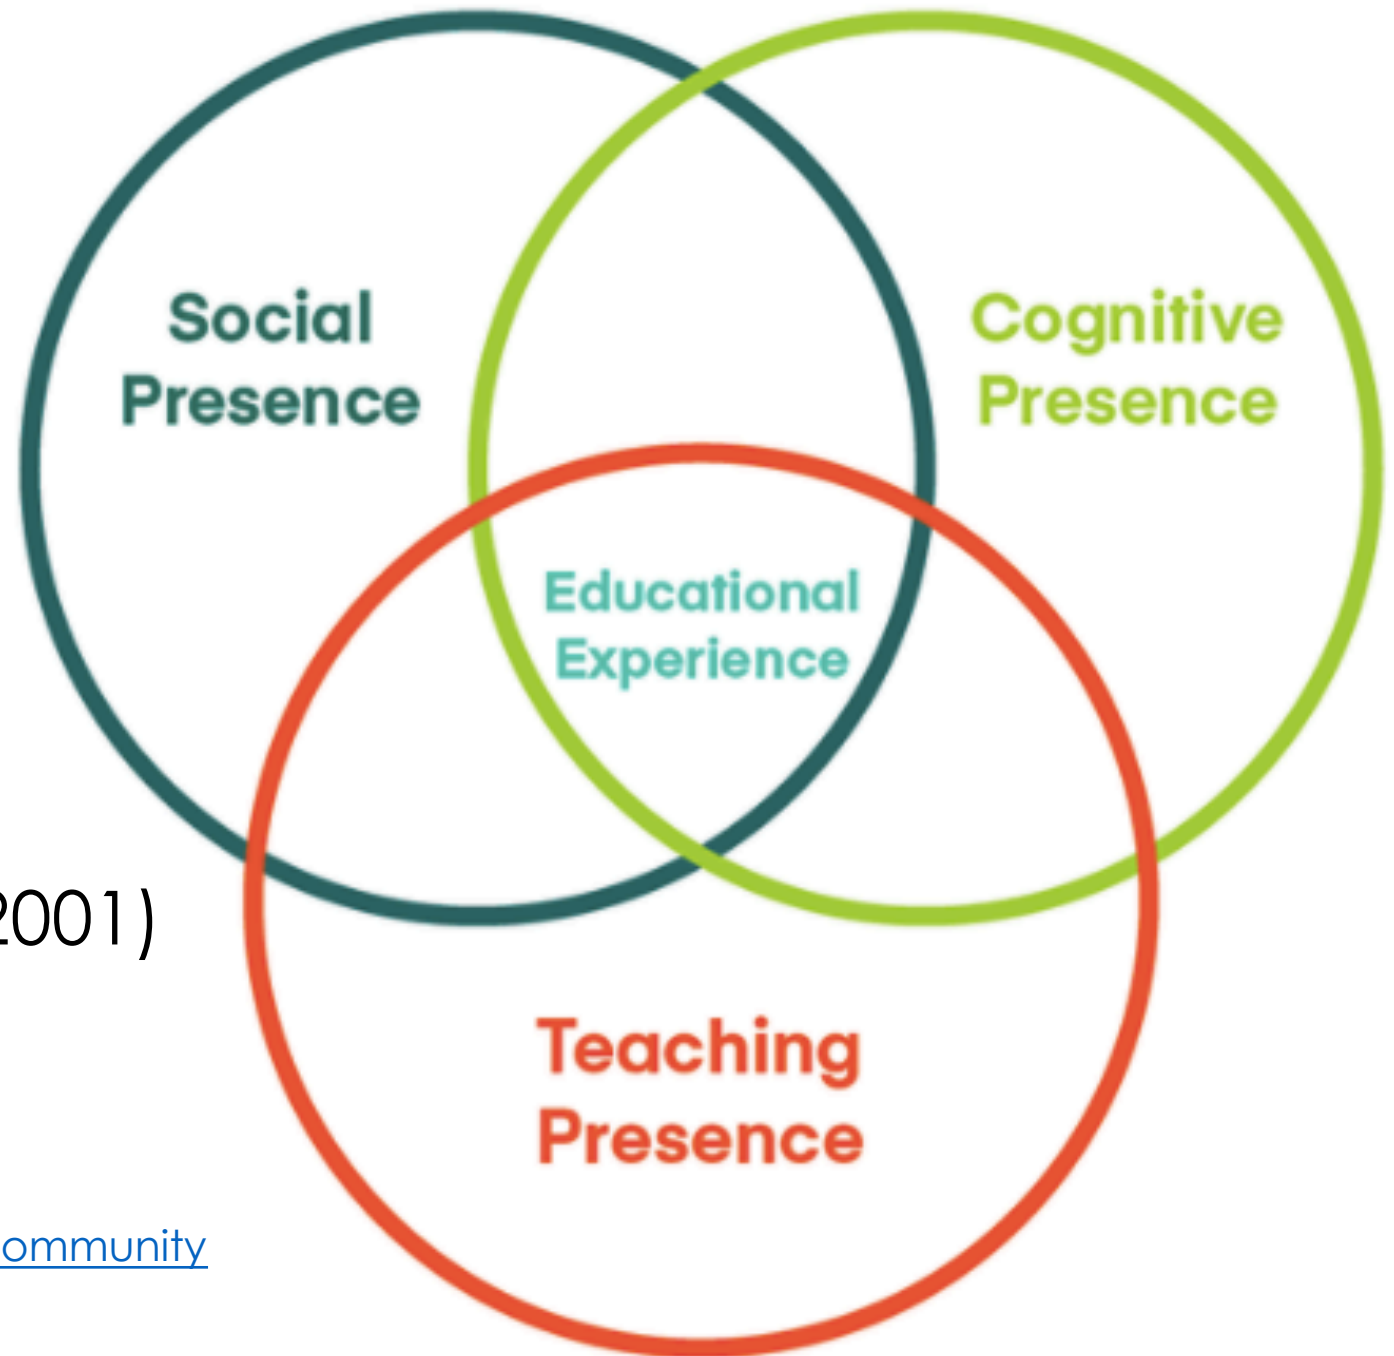 Social
Presence
Cognitive
Presence
Educational
Experience
2001)
Teaching
Presence
ommunity